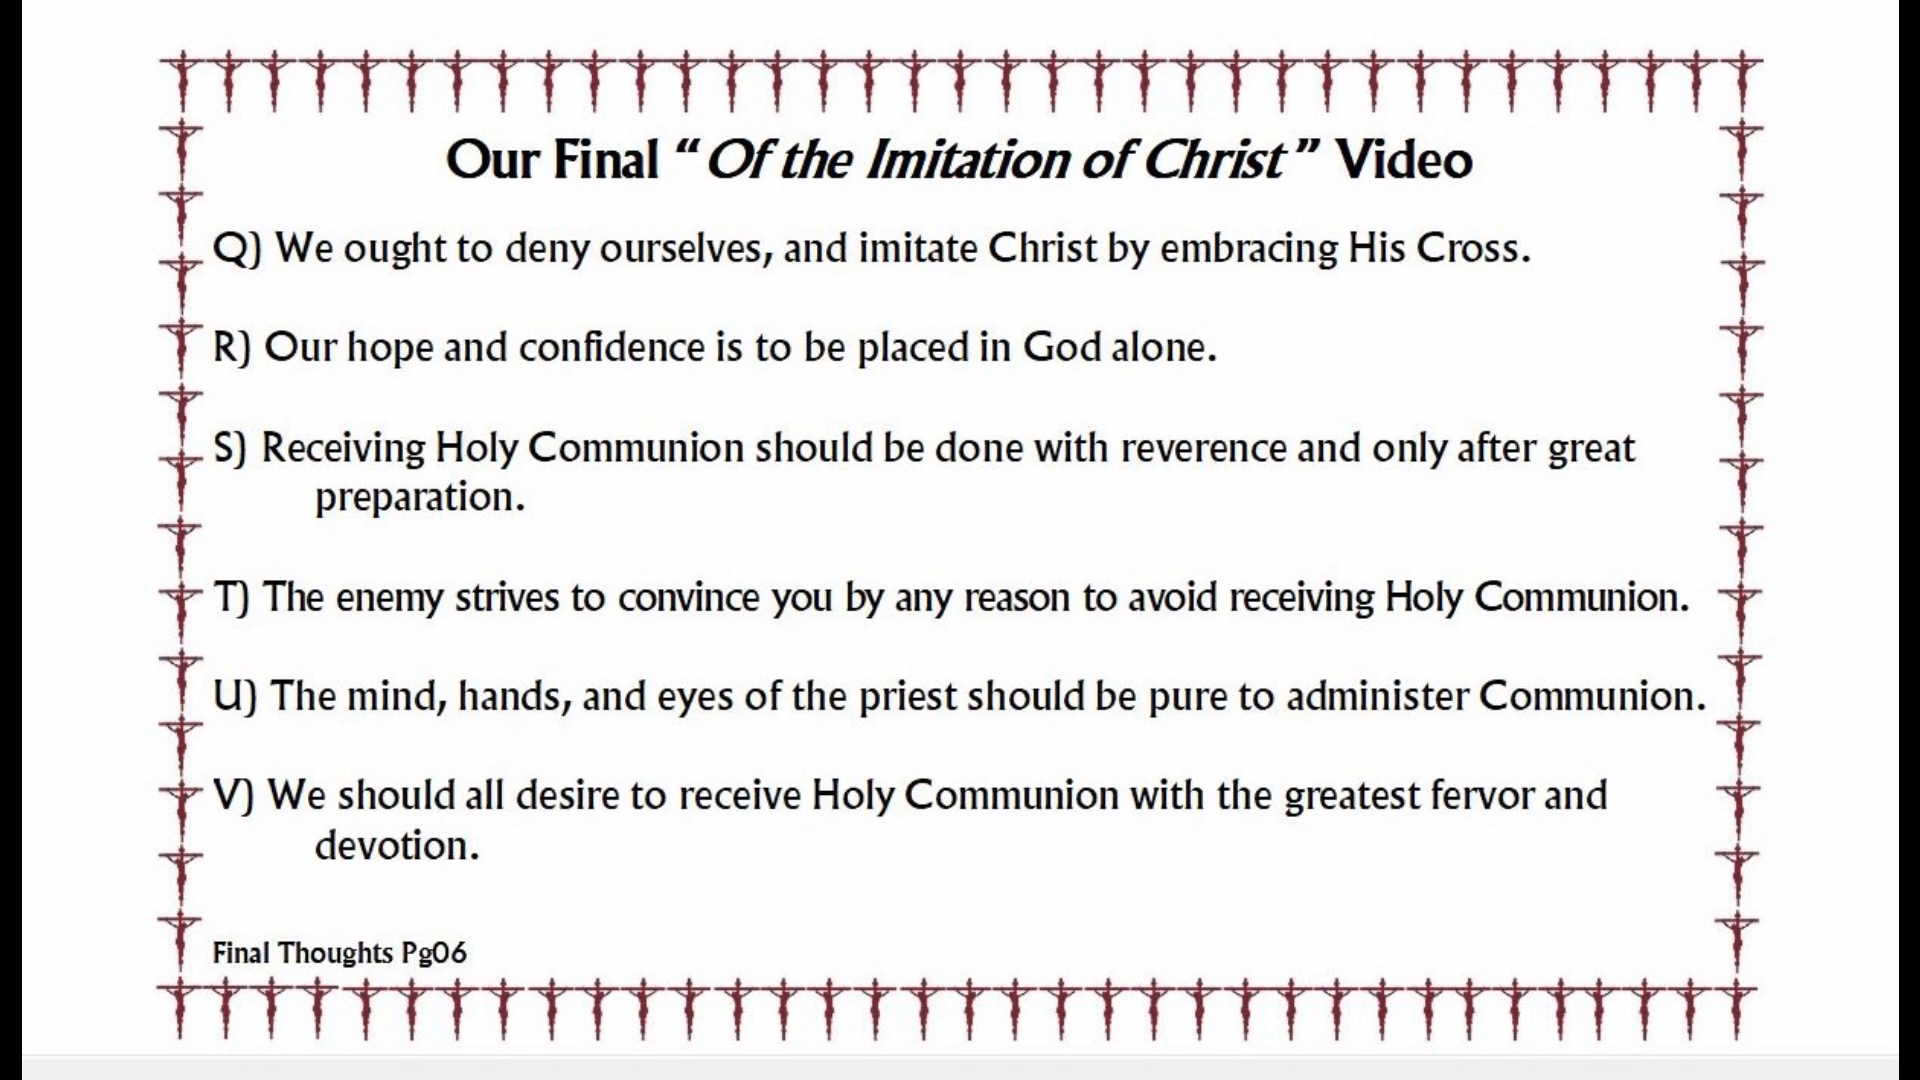 Our Final “Of the Imitation of Christ” Video
Q) We ought to deny ourselves, and imitate Christ by embracing His Cross.
R) Our hope and confidence is to be placed in God alone.
S) Receiving Holy Communion should be done with reverence and only after great
preparation.
T) The enemy strives to convince you by any reason to avoid receiving Holy Communion.
U) The mind, hands, and eyes of the priest should be pure to administer Communion.
V) We should all desire to receive Holy Communion with the greatest fervor and
devotion.
Final Thoughts Pg06